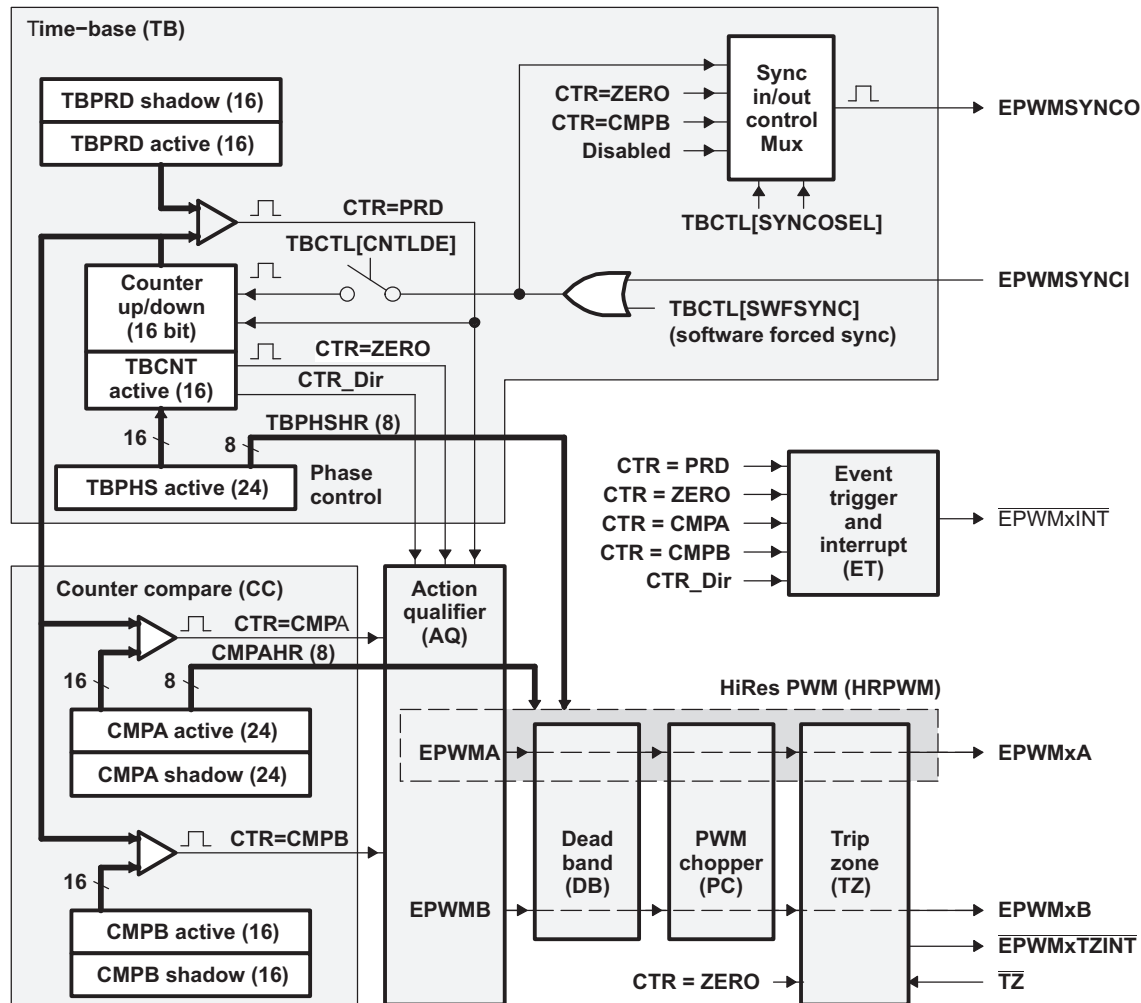 Time−base (TB)
TBPRD shadow (16)
TBPRD active (16)
CTR=ZERO
CTR=CMPB
Disabled
Sync
in/out
control
Mux
EPWMSYNCO
TBCTL[SYNCOSEL]
CTR=PRD
TBCTL[CNTLDE]
Counter
up/down
(16 bit)
TBCNT
active (16)
EPWMSYNCI
TBCTL[SWFSYNC]
(software forced sync)
CTR=ZERO
CTR_Dir
16
8
TBPHSHR (8)
TBPHS active (24)
Phase
control
CTR = PRD
CTR = ZERO
CTR = CMPA
CTR = CMPB
CTR_Dir
Event
trigger
and
interrupt
(ET)
EPWMxINT
Counter compare (CC)
CTR=CMPA
16
8
CMPAHR (8)
CMPA active (24)
CMPA shadow (24)
CTR=CMPB
16
CMPB active (16)
CMPB shadow (16)
Action
qualifier
(AQ)
EPWMA
EPWMB
HiRes PWM (HRPWM)
Dead
band
(DB)
PWM
chopper
(PC)
Trip
zone
(TZ)
EPWMxA
EPWMxB
EPWMxTZINT
CTR = ZERO
TZ